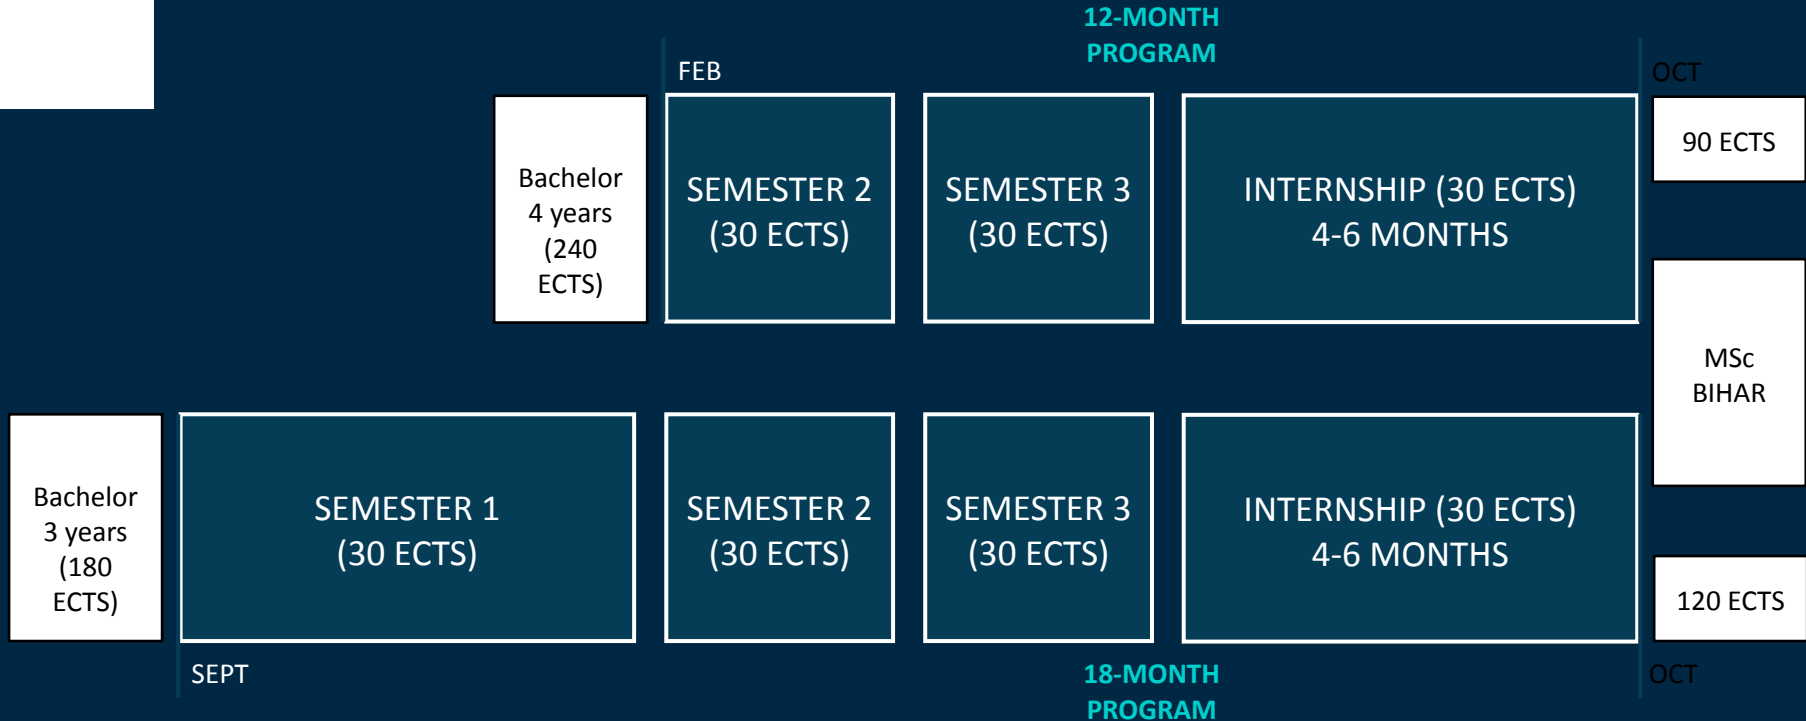 12-MONTH
PROGRAM
FEB
OCT
Bachelor
4 years
(240
ECTS)
SEMESTER 2
(30 ECTS)
SEMESTER 3
(30 ECTS)
INTERNSHIP (30 ECTS)
4-6 MONTHS
90 ECTS
MSc
BIHAR
Bachelor
3 years
(180
ECTS)
SEMESTER 1
(30 ECTS)
SEMESTER 2
(30 ECTS)
SEMESTER 3
(30 ECTS)
INTERNSHIP (30 ECTS)
4-6 MONTHS
120 ECTS
SEPT
18-MONTH
PROGRAM
OCT